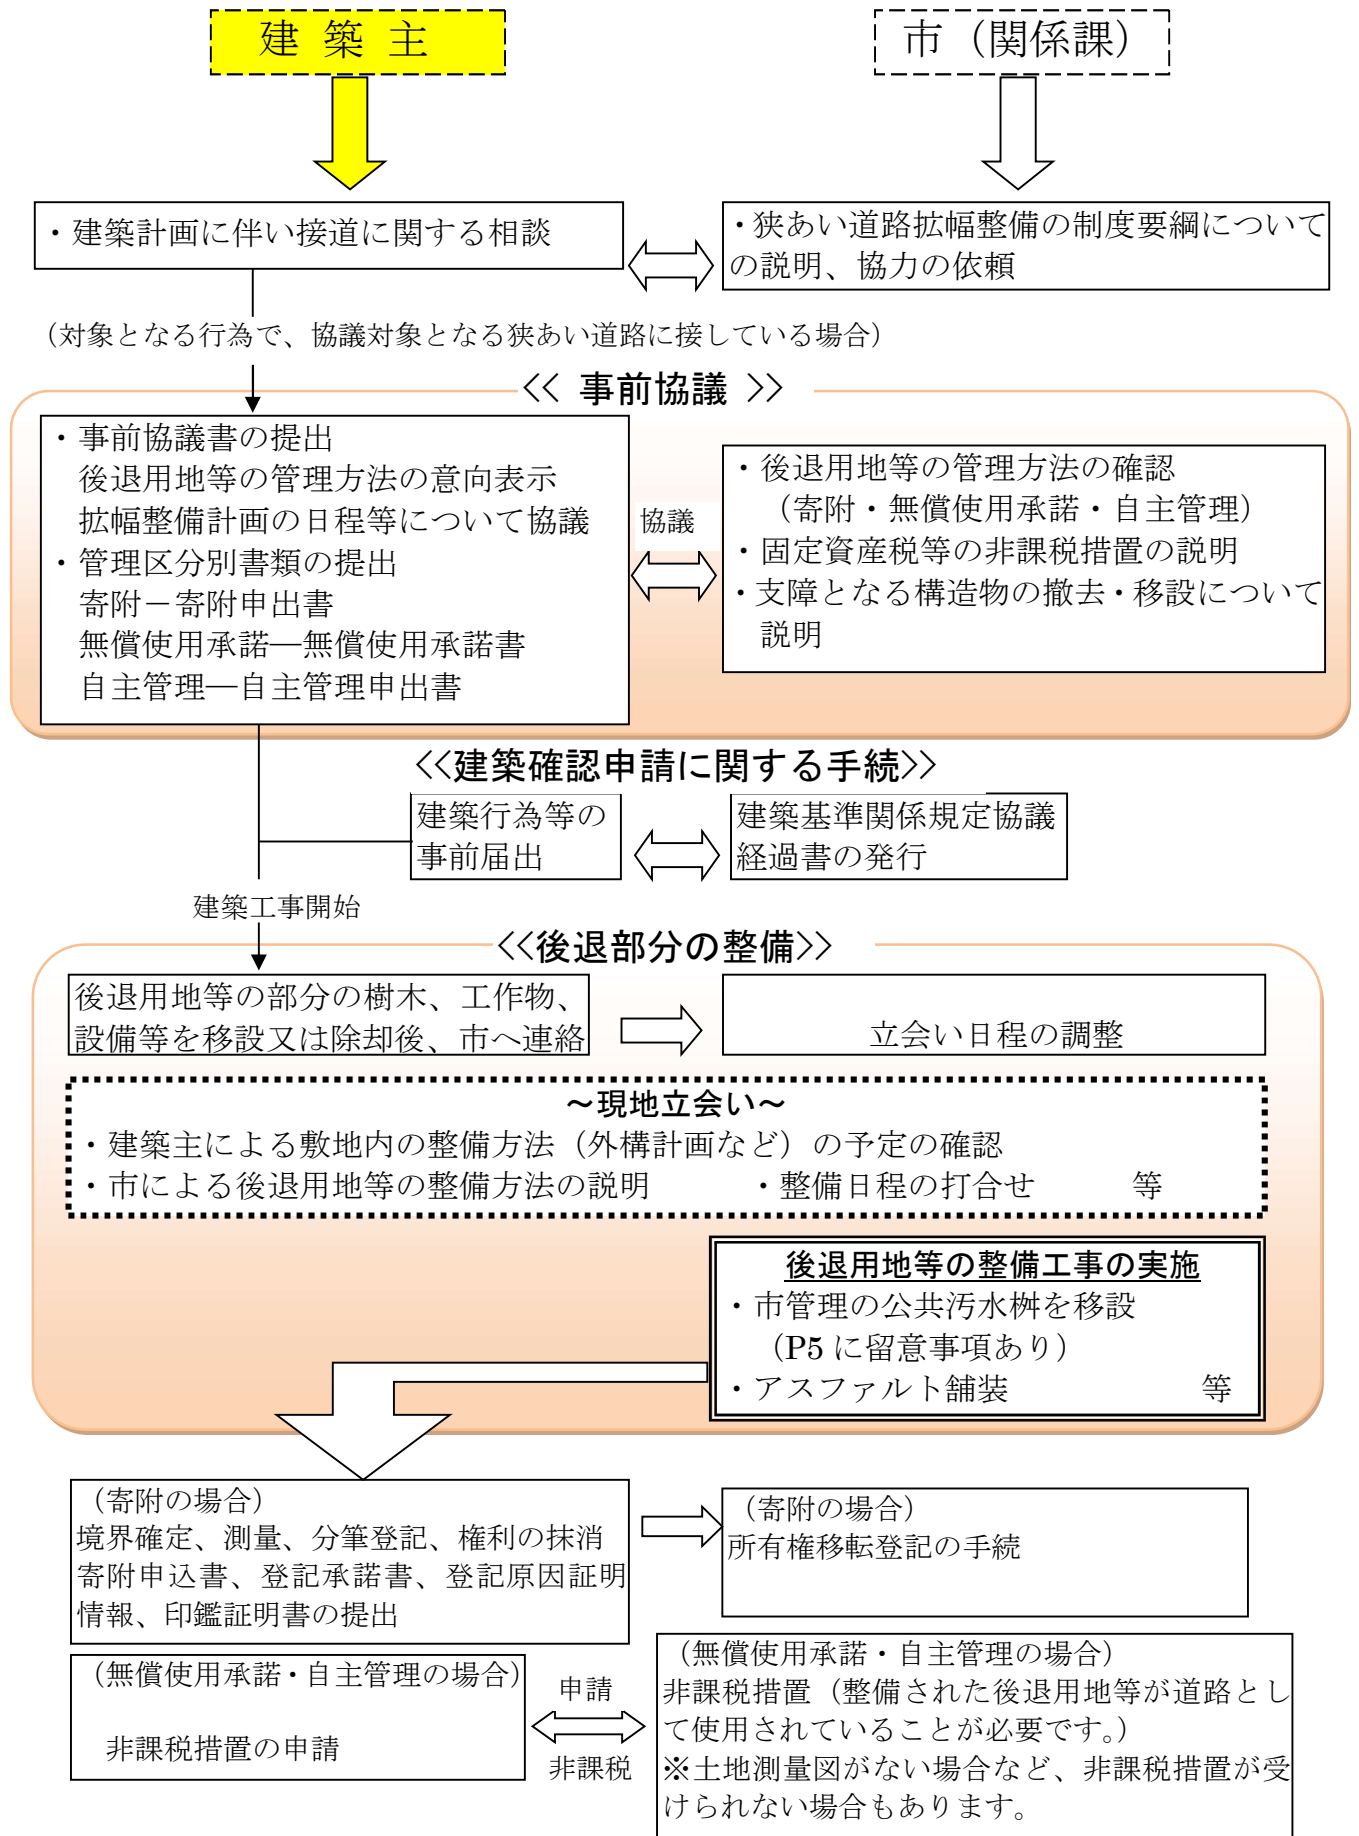 建 築 主
市（関係課）
・建築計画に伴い接道に関する相談
・狭あい道路拡幅整備の制度要綱について
の説明、協力の依頼
（対象となる行為で、協議対象となる狭あい道路に接している場合）
<< 事前協議 >>
・事前協議書の提出
後退用地等の管理方法の意向表示
拡幅整備計画の日程等について協議
・管理区分別書類の提出
寄附－寄附申出書
無償使用承諾―無償使用承諾書
自主管理―自主管理申出書
協議
・後退用地等の管理方法の確認
（寄附・無償使用承諾・自主管理）
・固定資産税等の非課税措置の説明
・支障となる構造物の撤去・移設について
説明
<<建築確認申請に関する手続>>
建築行為等の
事前届出
建築基準関係規定協議
経過書の発行
建築工事開始
<<後退部分の整備>>
後退用地等の部分の樹木、工作物、
設備等を移設又は除却後、市へ連絡
立会い日程の調整
～現地立会い～
・建築主による敷地内の整備方法（外構計画など）の予定の確認
・市による後退用地等の整備方法の説明　　　・整備日程の打合せ　　　等
後退用地等の整備工事の実施
・市管理の公共汚水桝を移設
（P5 に留意事項あり）
・アスファルト舗装　　　　　　等
（寄附の場合）
境界確定、測量、分筆登記、権利の抹消
寄附申込書、登記承諾書、登記原因証明
情報、印鑑証明書の提出
（寄附の場合）
所有権移転登記の手続
（無償使用承諾・自主管理の場合）
非課税措置の申請
申請
非課税
（無償使用承諾・自主管理の場合）
非課税措置（整備された後退用地等が道路とし
て使用されていることが必要です。）
※土地測量図がない場合など、非課税措置が受
けられない場合もあります。